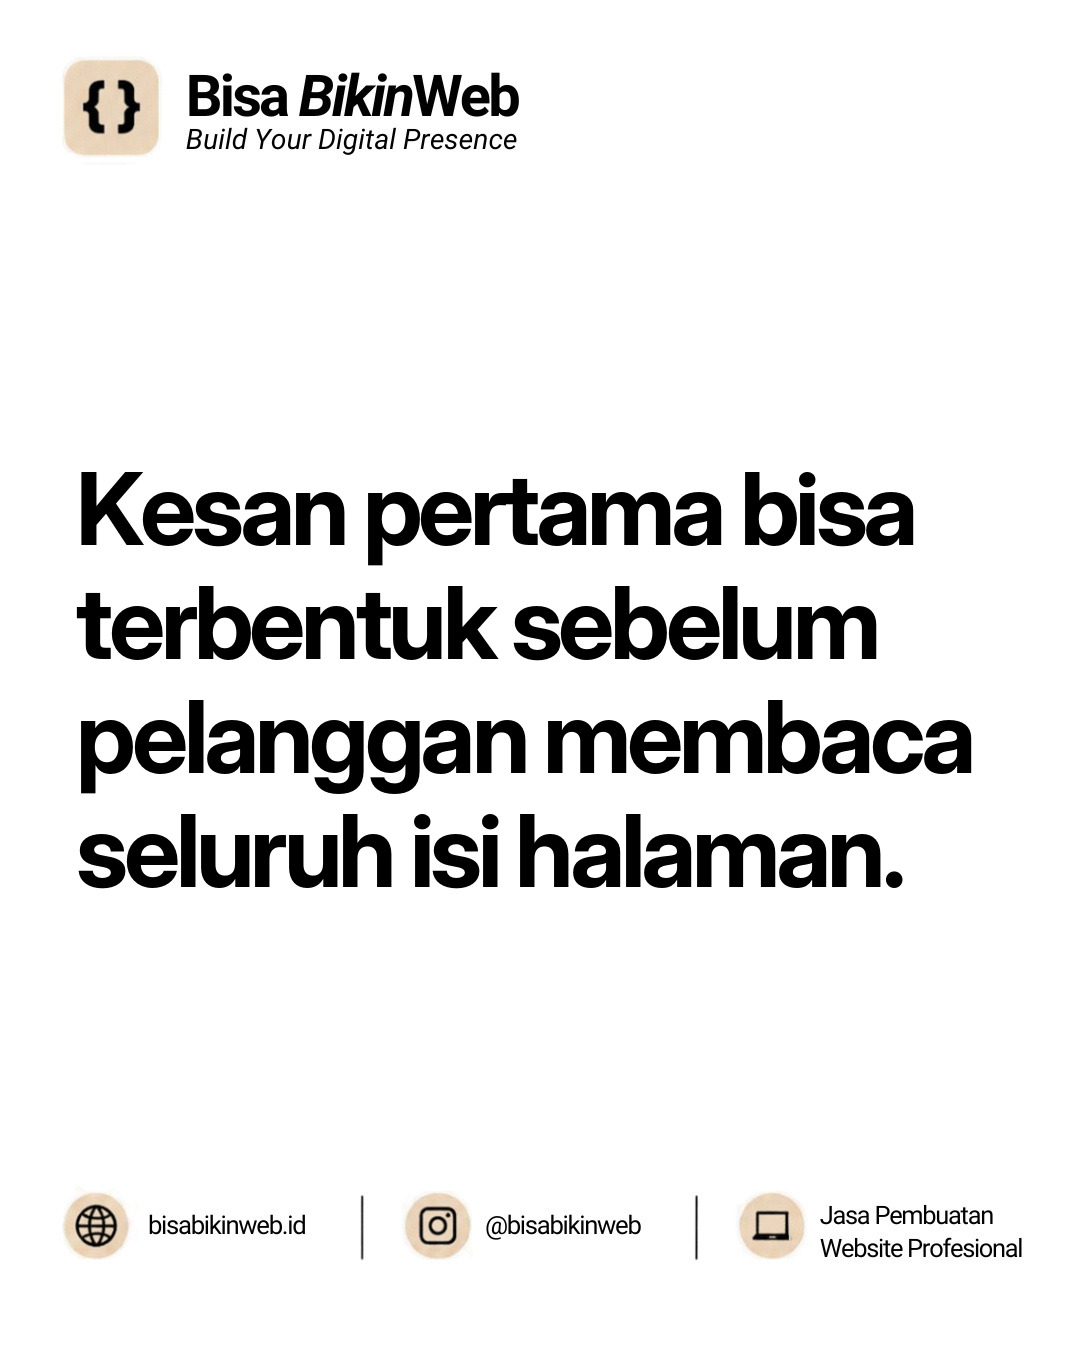 { }
Bisa BikinWeb
Build Your Digital Presence
Kesan pertama bisa
terbentuk sebelum
pelanggan membaca
seluruh isi halaman.
bisabikinweb.id
@bisabikinweb
Jasa Pembuatan
Website Profesional